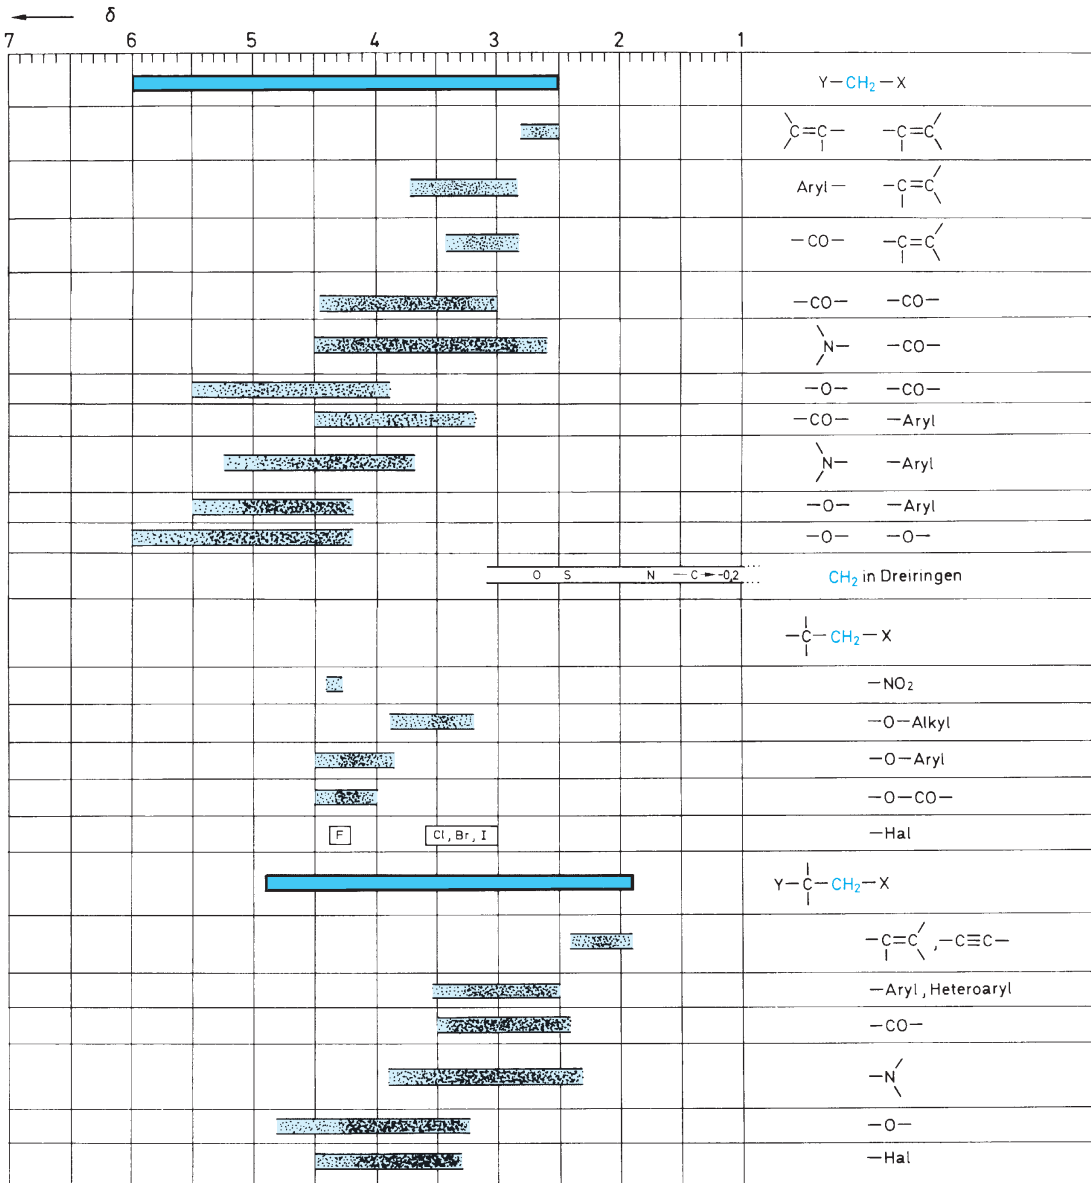 δ
7 6 5 4 3 2 1
Y—CH₂—X
C=C— —C=C
Aryl— —C=C
—CO— —C=C
—CO— —CO—
N— —CO—
—O— —CO—
—CO— —Aryl
N— —Aryl
—O— —Aryl
—O— —O—
O S N —C→-0,2 CH₂ in Dreiringen
—C—CH₂—X
—NO₂
—O—Alkyl
—O—Aryl
—O—CO—
F Cl, Br, I —Hal
Y—C—CH₂—X
—C=C , —C≡C—
—Aryl, Heteroaryl
—CO—
—N
—O—
—Hal